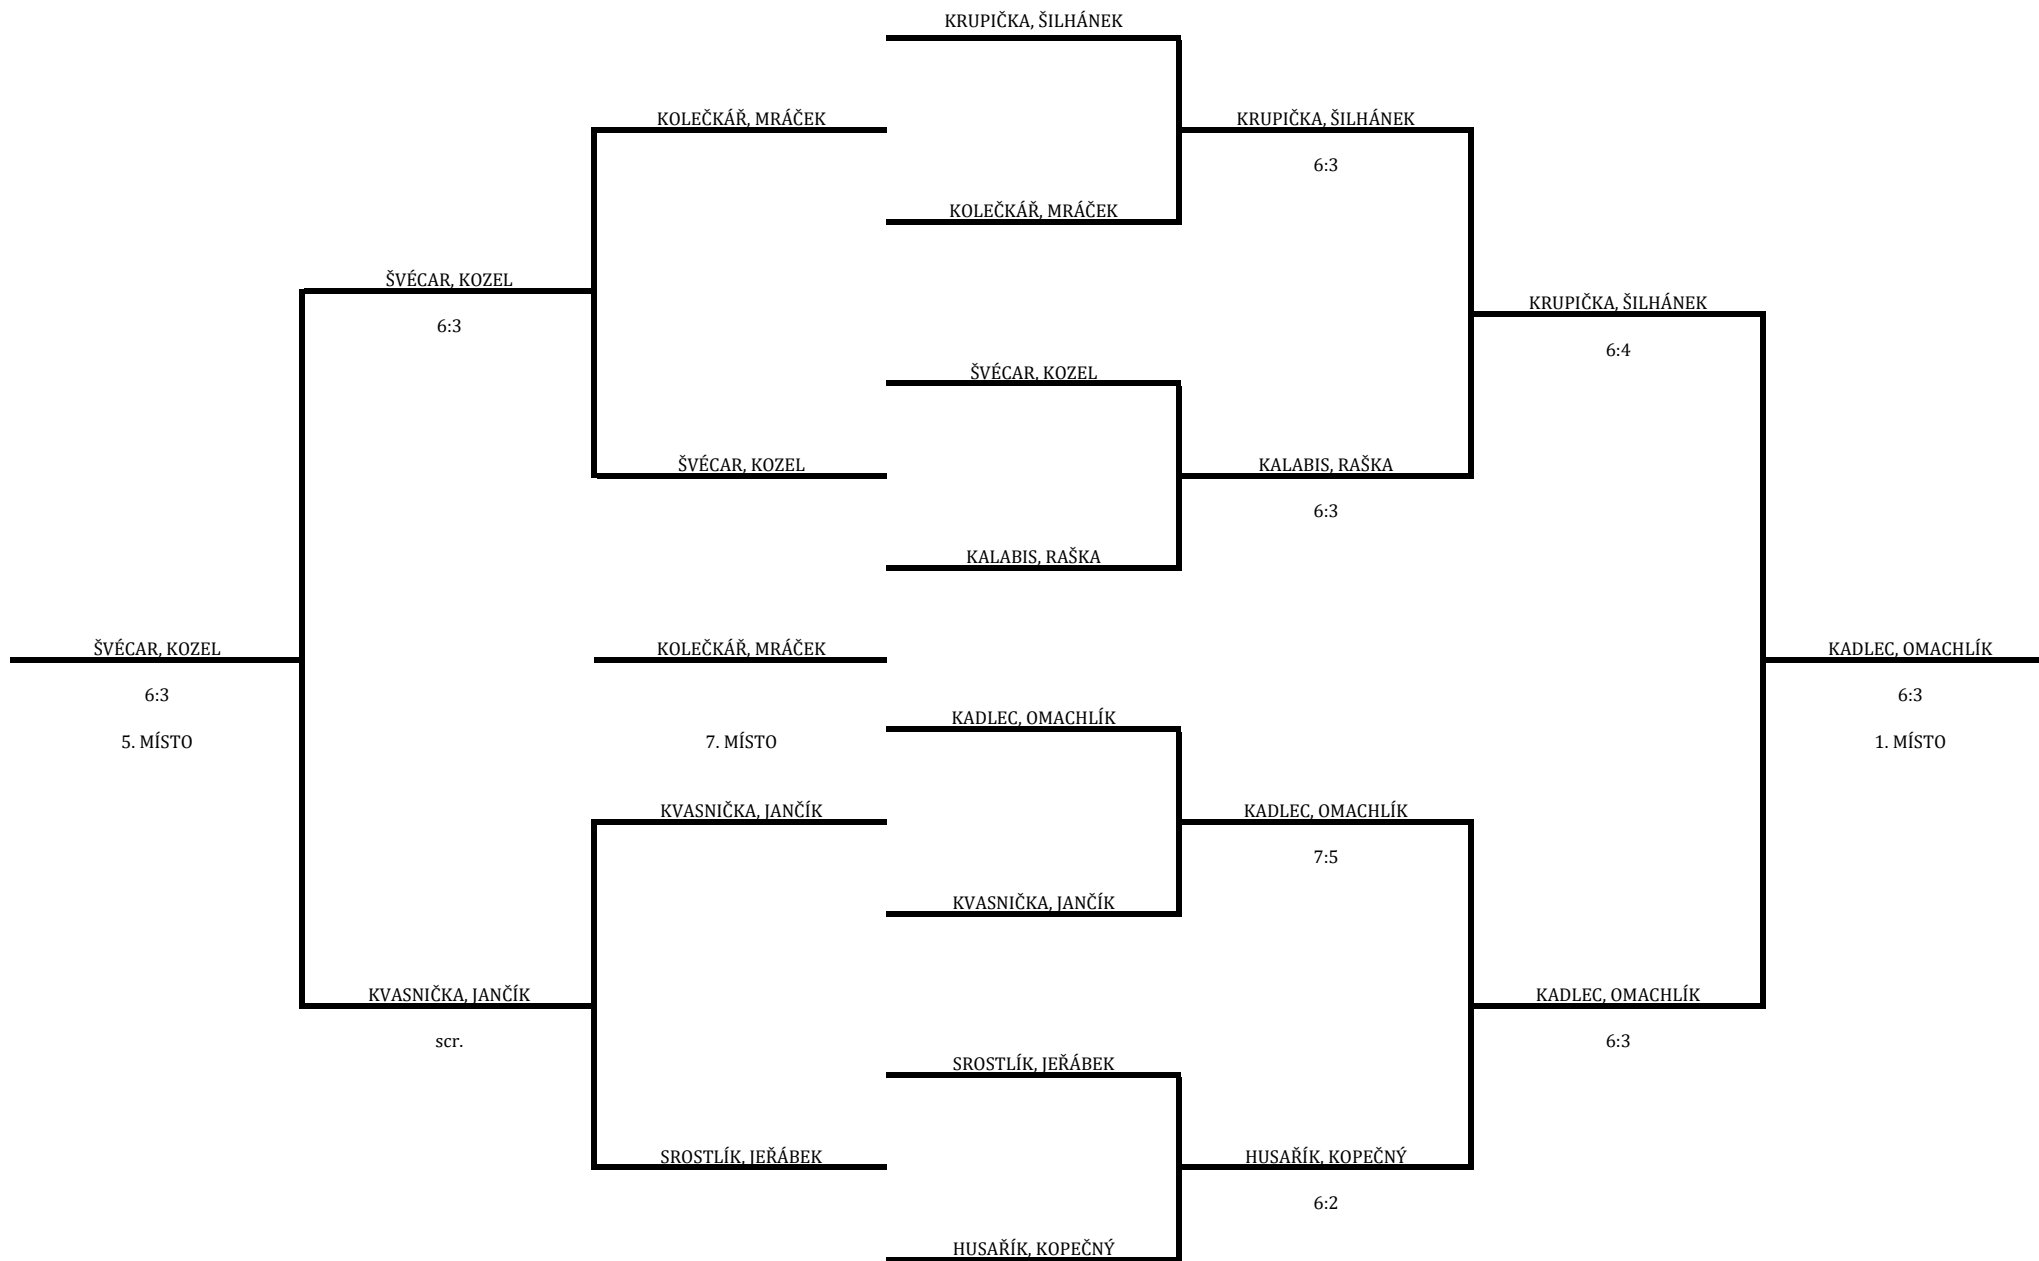 KRUPIČKA, ŠILHÁNEK
KOLEČKÁŘ, MRÁČEK
KRUPIČKA, ŠILHÁNEK
6:3
KOLEČKÁŘ, MRÁČEK
ŠVÉCAR, KOZEL
KRUPIČKA, ŠILHÁNEK
6:3
6:4
ŠVÉCAR, KOZEL
ŠVÉCAR, KOZEL
KALABIS, RAŠKA
6:3
KALABIS, RAŠKA
ŠVÉCAR, KOZEL
KOLEČKÁŘ, MRÁČEK
KADLEC, OMACHLÍK
6:3
6:3
KADLEC, OMACHLÍK
5. MÍSTO
7. MÍSTO
1. MÍSTO
KVASNIČKA, JANČÍK
KADLEC, OMACHLÍK
7:5
KVASNIČKA, JANČÍK
KVASNIČKA, JANČÍK
KADLEC, OMACHLÍK
scr.
6:3
SROSTLÍK, JEŘÁBEK
SROSTLÍK, JEŘÁBEK
HUSAŘÍK, KOPEČNÝ
6:2
HUSAŘÍK, KOPEČNÝ